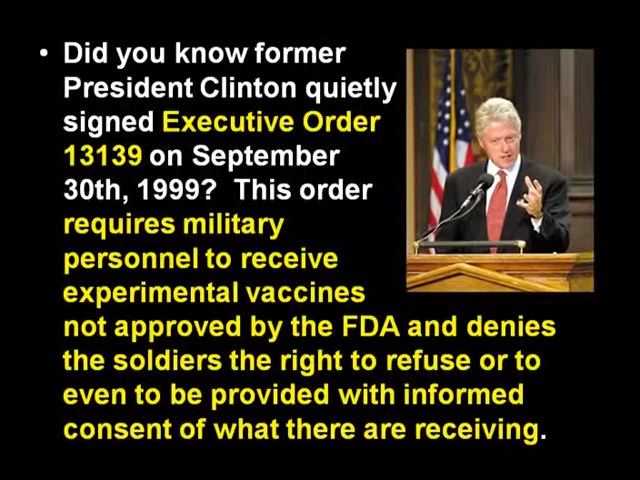 • Did you know former
President Clinton quietly
signed Executive Order
13139 on September
30th, 1999?  This order
requires military
personnel to receive
experimental vaccines
not approved by the FDA and denies
the soldiers the right to refuse or to
even to be provided with informed
consent of what there are receiving.